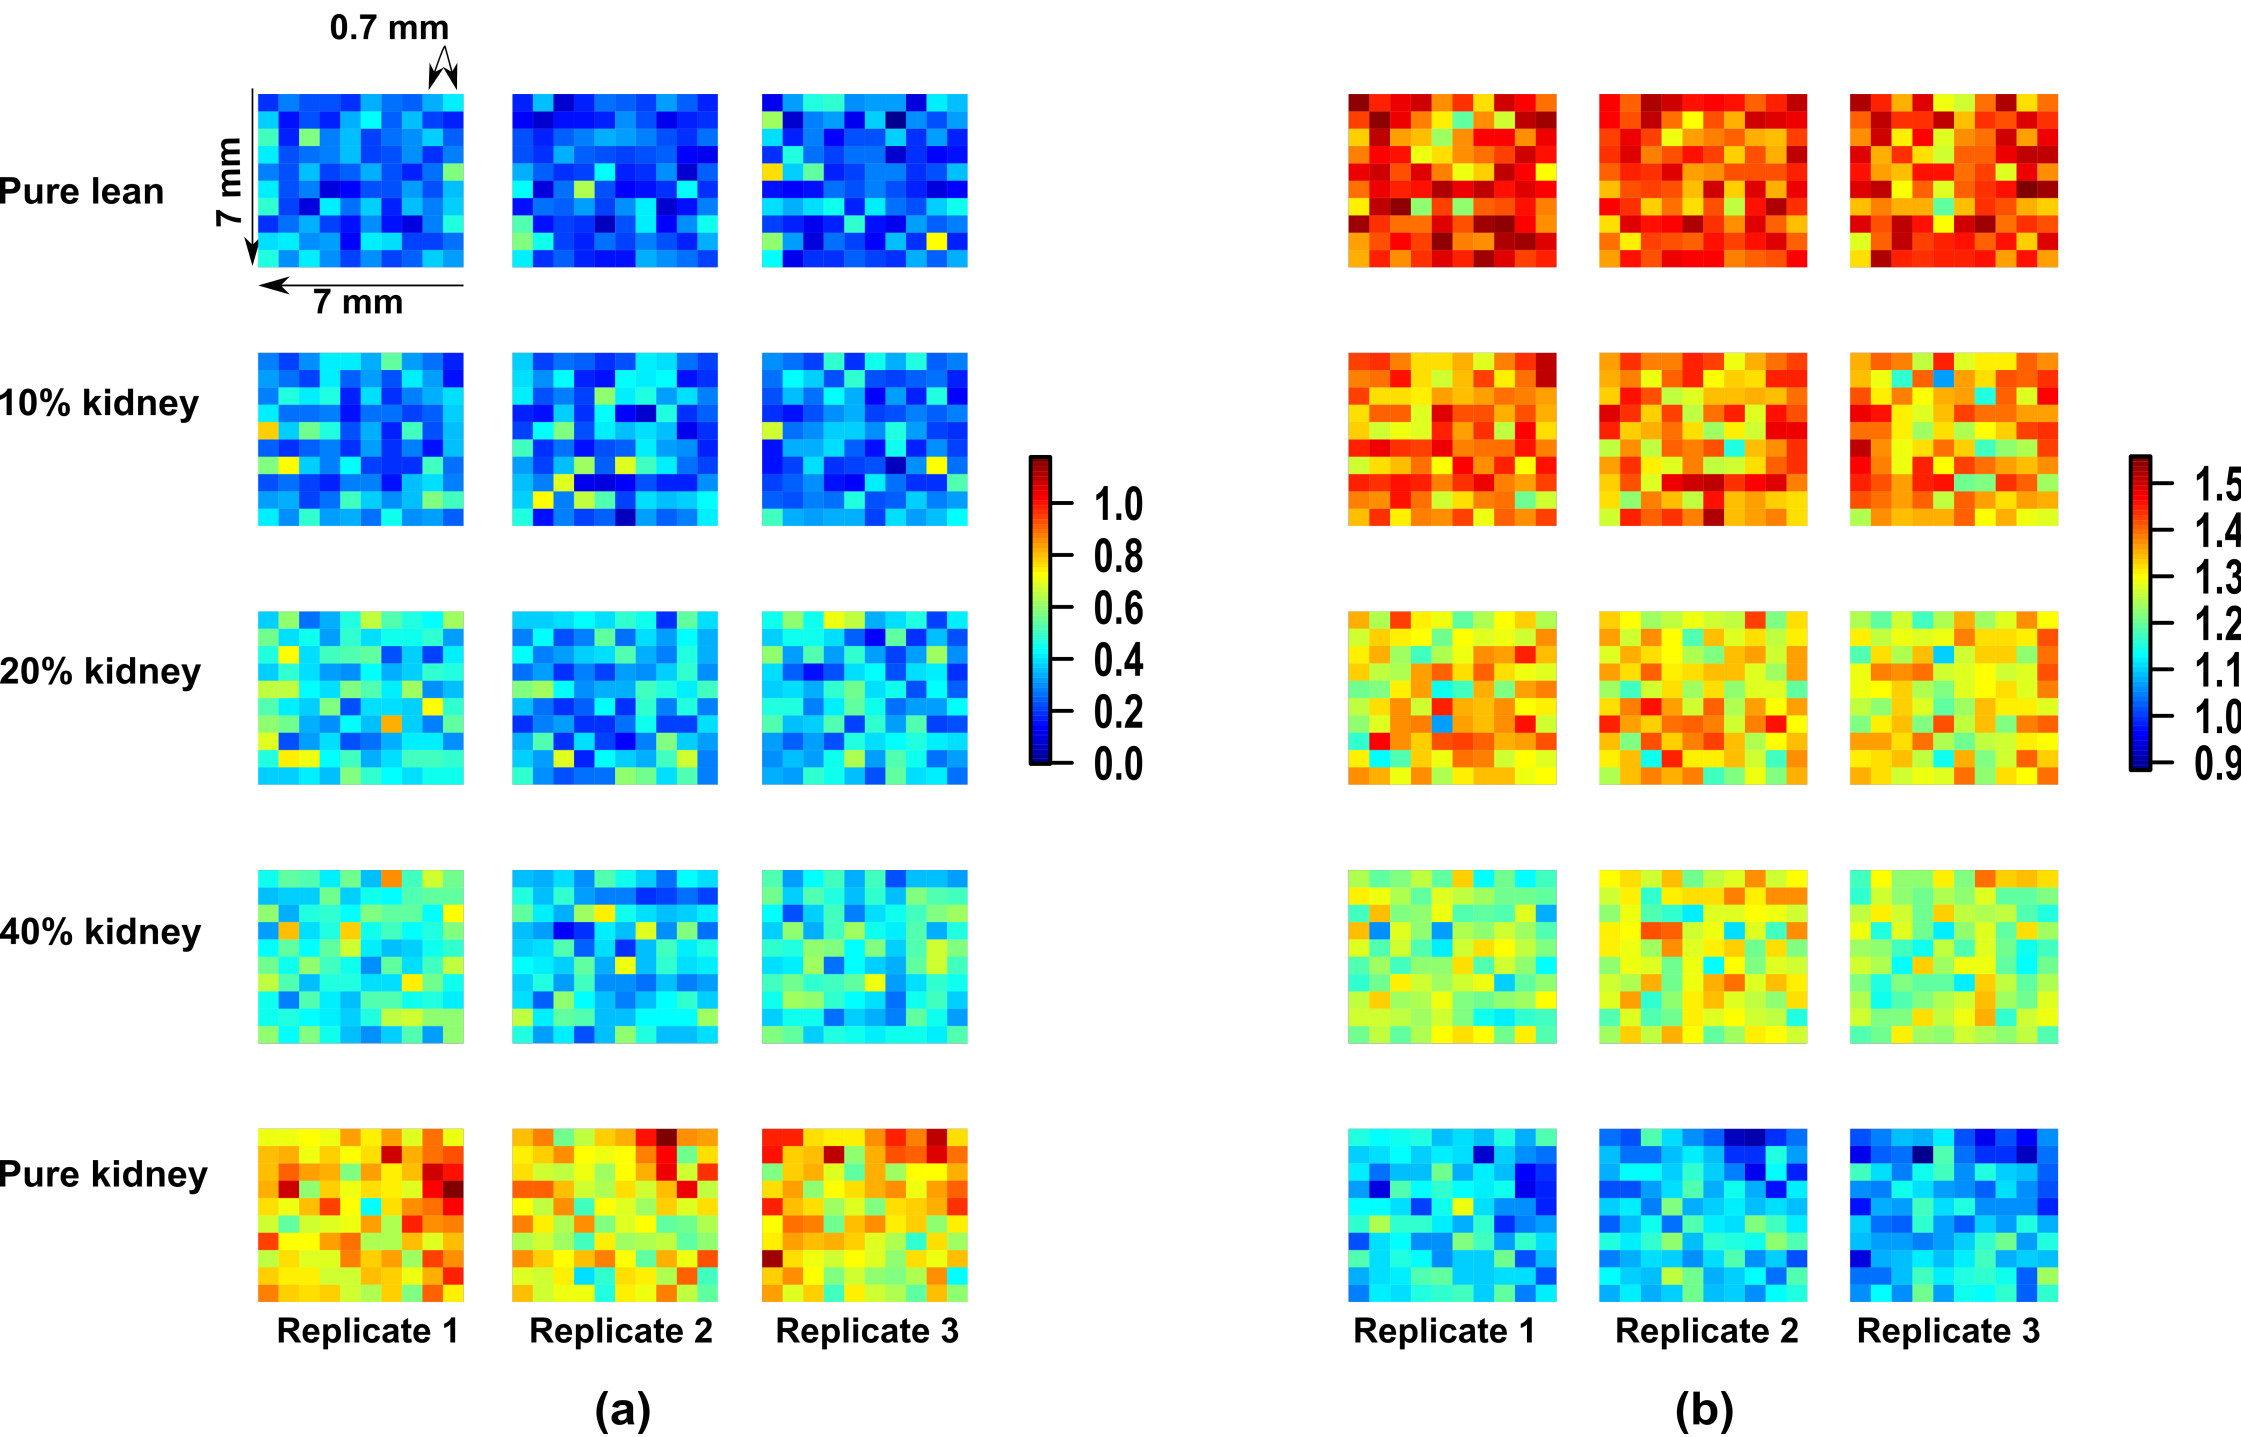 0.7 mm
7 mm
7 mm
Pure lean
10% kidney
20% kidney
40% kidney
Pure kidney
1.0
0.8
0.6
0.4
0.2
0.0
Replicate 1
Replicate 2
Replicate 3
(a)
1.5
1.4
1.3
1.2
1.1
1.0
0.9
Replicate 1
Replicate 2
Replicate 3
(b)